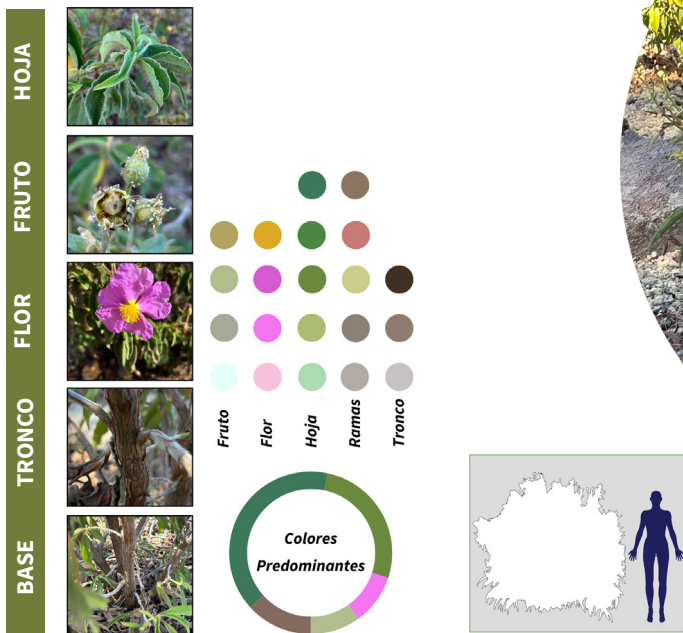 HOJA
FRUTO
FLOR
TRONCO
BASE
Fruto
Flor
Hoja
Ramas
Tronco
Colores
Predominantes